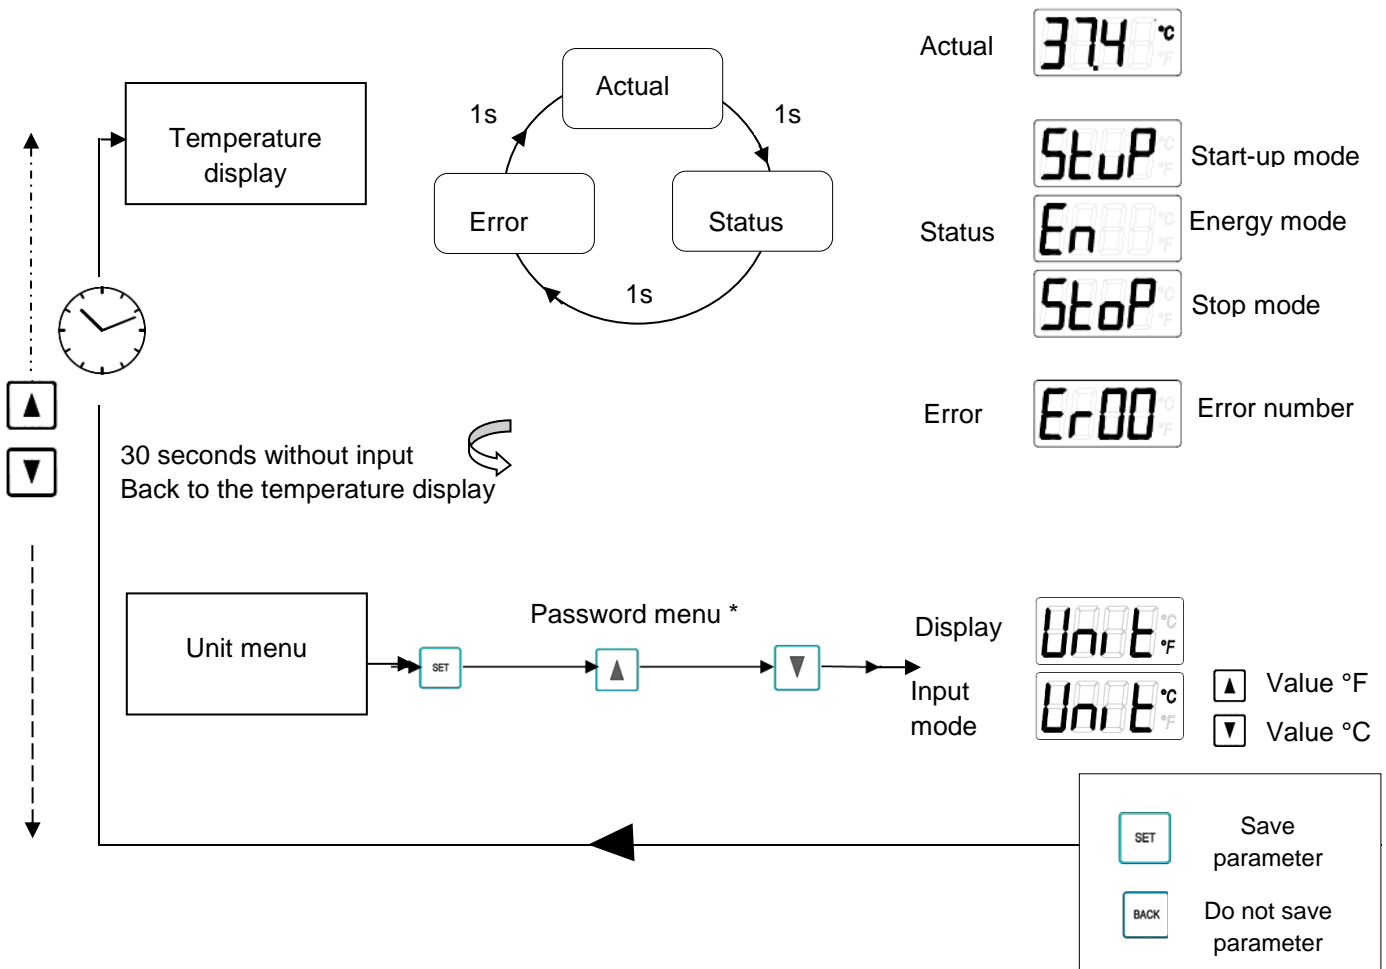 Actual
37.4 °C
°F
Temperature
display
1s
Actual
1s
Error
Status
1s
Status
StuP °C °F
Start-up mode
En °C °F
Energy mode
StoP °C °F
Stop mode
Error
Er00 °C °F
Error number
30 seconds without input
Back to the temperature display
Unit menu
Password menu *
SET
Display
Unit °C °F
Input
mode
Unit °C °F
Value °F
Value °C
SET
Save
parameter
BACK
Do not save
parameter